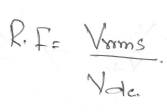 R.F = Vrms
Vdc.